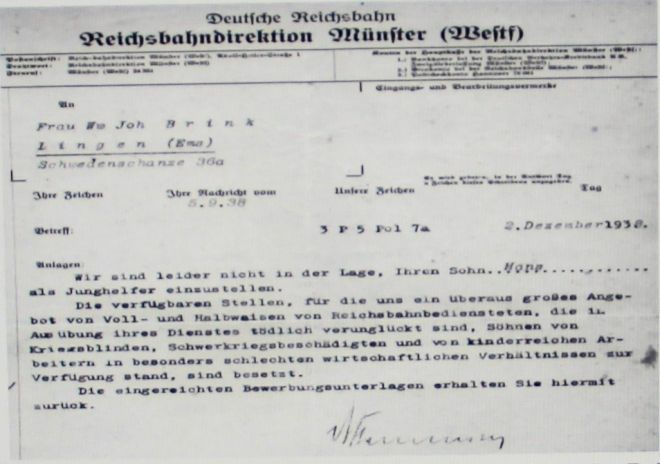 Deutsche Reichsbahn
Reichsbahndirektion Münster (Westf)
An
Frau Ww Joh Brink
Lingen (Ems)
Schwedenschanze 36a
Eingangs- und Bearbeitungsvermerke
Ihre Zeichen Ihre Nachricht vom Unsere Zeichen Tag
5.9.38
Betreff: 3 P 5 Pol 7a 2. Dezember 1938.
Anlagen:
Wir sind leider nicht in der Lage, Ihren Sohn..Hans.............
als Junghelfer einzustellen.
Die verfügbaren Stellen, für die uns ein überaus großes Ange-
bot von Voll- und Halbwaisen von Reichsbahnbediensteten, die in
Ausübung ihres Dienstes tödlich verunglückt sind, Söhnen von
Kriegsblinden, Schwerkriegsbeschädigten und von kinderreichen Ar-
beitern in besonders schlechten wirtschaftlichen Verhältnissen zur
Verfügung stand, sind besetzt.
Die eingereichten Bewerbungsunterlagen erhalten Sie hiermit
zurück.